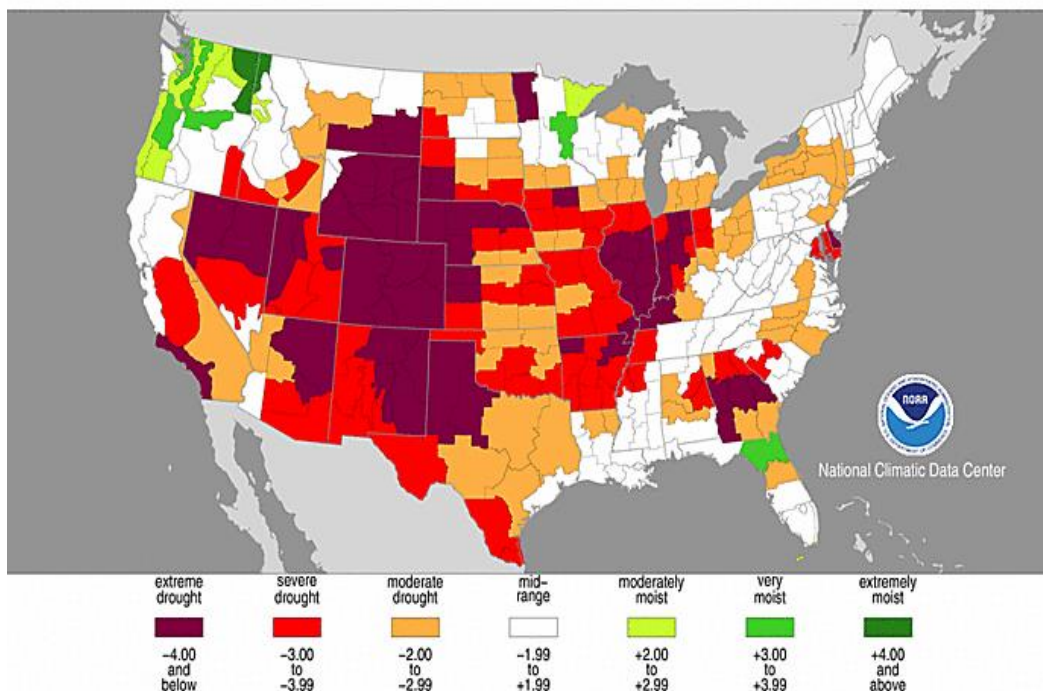 NOAA
National Climatic Data Center
extreme drought
severe drought
moderate drought
mid-range
moderately moist
very moist
extremely moist
−4.00 and below
−3.00 to −3.99
−2.00 to −2.99
−1.99 to +1.99
+2.00 to +2.99
+3.00 to +3.99
+4.00 and above